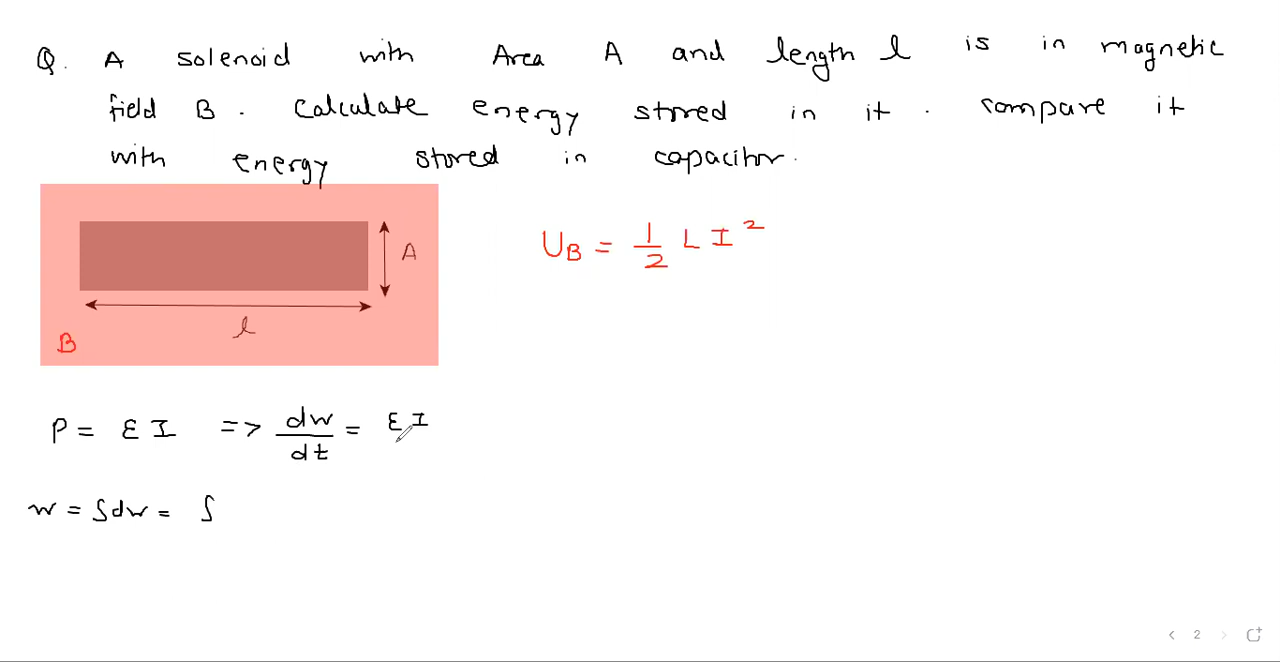 Q. A solenoid with Area A and length l is in magnetic
field B. Calculate energy stored in it. compare it
with energy stored in capacitor.
U_B = 1/2 L I²
A
l
B
P = ε I => dw/dt = ε I
w = ∫dw = ∫
2